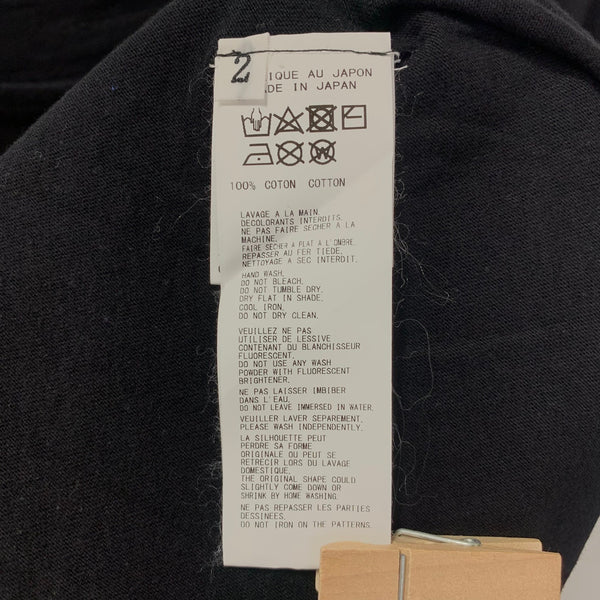 2
IQUE AU JAPON
DE IN JAPAN
100% COTON COTTON
LAVAGE A LA MAIN.
DECOLORANTS INTERDITS.
NE PAS FAIRE SECHER A LA
MACHINE.
FAIRE SECHER A FLAT A L'OMBRE.
REPASSER AU FER TIEDE.
NETTOYAGE A SEC INTERDIT.
HAND WASH.
DO NOT BLEACH.
DO NOT TUMBLE DRY.
DRY FLAT IN SHADE.
COOL IRON.
DO NOT DRY CLEAN.
VEUILLEZ NE PAS
UTILISER DE LESSIVE
CONTENANT DU BLANCHISSEUR
FLUORESCENT.
DO NOT USE ANY WASH
POWDER WITH FLUORESCENT
BRIGHTENER.
NE PAS LAISSER IMBIBER
DANS L'EAU.
DO NOT LEAVE IMMERSED IN WATER.
VEUILLER LAVER SEPAREMENT.
PLEASE WASH INDEPENDENTLY.
LA SILHOUETTE PEUT
PERDRE SA FORME
ORIGINALE OU PEUT SE
RETRECIR LORS DU LAVAGE
DOMESTIQUE.
THE ORIGINAL SHAPE COULD
SLIGHTLY COME DOWN OR
SHRINK BY HOME WASHING.
NE PAS REPASSER LES PARTIES
DESSINEES.
DO NOT IRON ON THE PATTERNS.